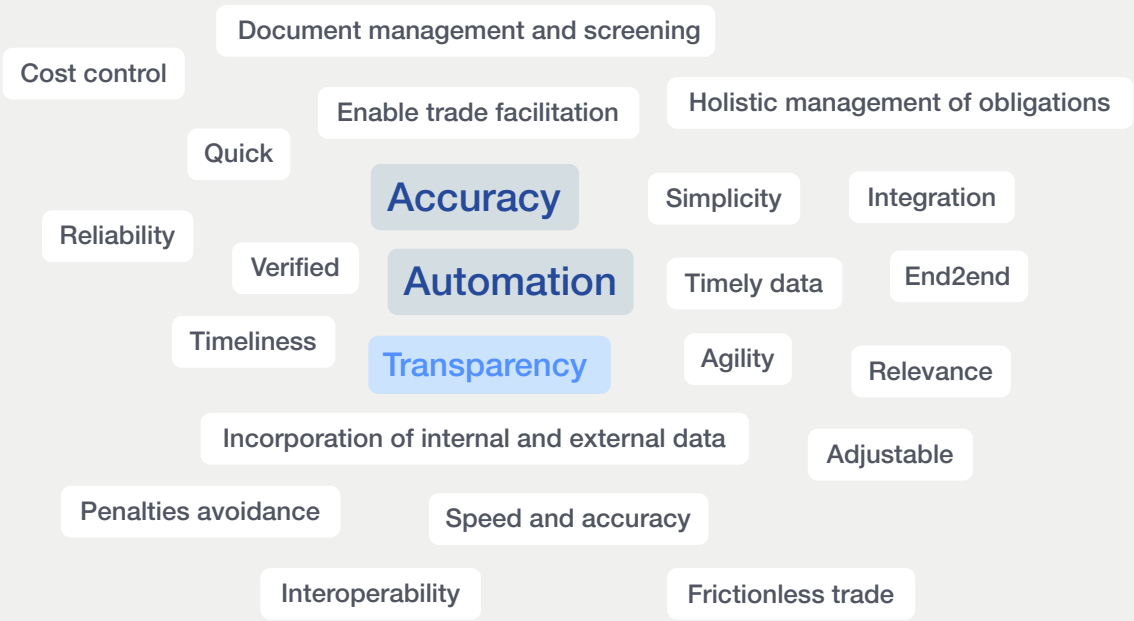 Document management and screening
Cost control
Enable trade facilitation
Holistic management of obligations
Quick
Accuracy
Simplicity
Integration
Reliability
Verified
Automation
Timely data
End2end
Timeliness
Transparency
Agility
Relevance
Incorporation of internal and external data
Adjustable
Penalties avoidance
Speed and accuracy
Interoperability
Frictionless trade